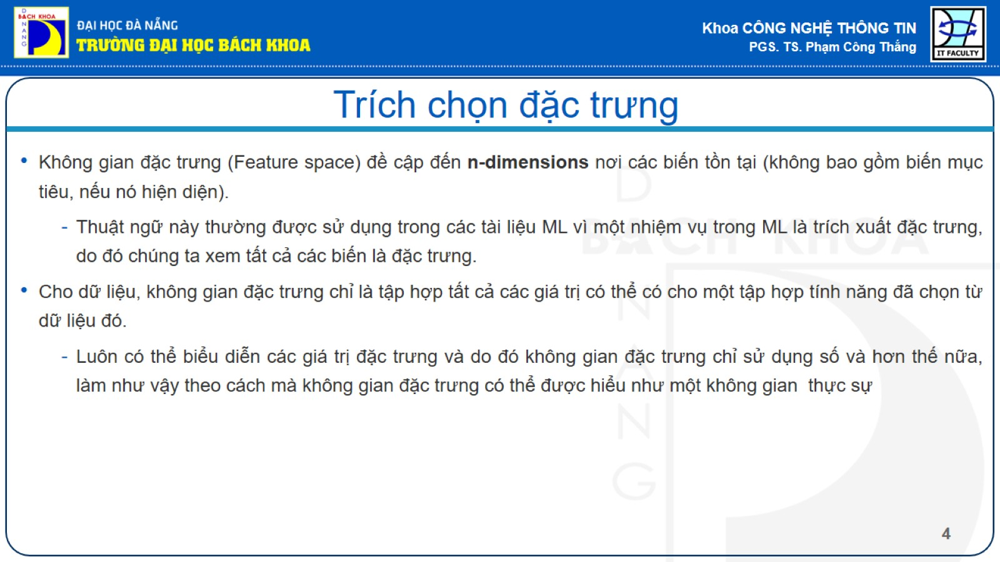 ĐẠI HỌC ĐÀ NẴNG
TRƯỜNG ĐẠI HỌC BÁCH KHOA
Khoa CÔNG NGHỆ THÔNG TIN
PGS. TS. Phạm Công Thắng
BACH KHOA
DANANG
IT FACULTY
Trích chọn đặc trưng
• Không gian đặc trưng (Feature space) đề cập đến n-dimensions nơi các biến tồn tại (không bao gồm biến mục
tiêu, nếu nó hiện diện).
- Thuật ngữ này thường được sử dụng trong các tài liệu ML vì một nhiệm vụ trong ML là trích xuất đặc trưng,
do đó chúng ta xem tất cả các biến là đặc trưng.
• Cho dữ liệu, không gian đặc trưng chỉ là tập hợp tất cả các giá trị có thể có cho một tập hợp tính năng đã chọn từ
dữ liệu đó.
- Luôn có thể biểu diễn các giá trị đặc trưng và do đó không gian đặc trưng chỉ sử dụng số và hơn thế nữa,
làm như vậy theo cách mà không gian đặc trưng có thể được hiểu như một không gian thực sự
BACH KHOA
DANANG
4